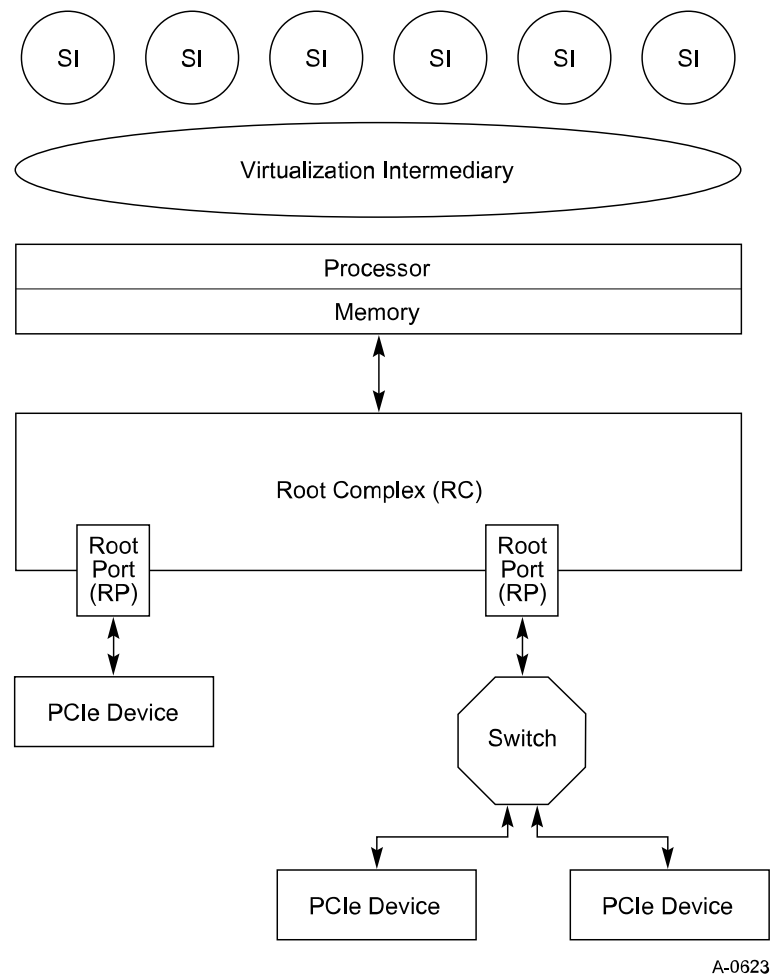 SI SI SI SI SI SI
Virtualization Intermediary
Processor
Memory
Root Complex (RC)
Root
Port
(RP)
Root
Port
(RP)
PCIe Device
Switch
PCIe Device
PCIe Device
A-0623